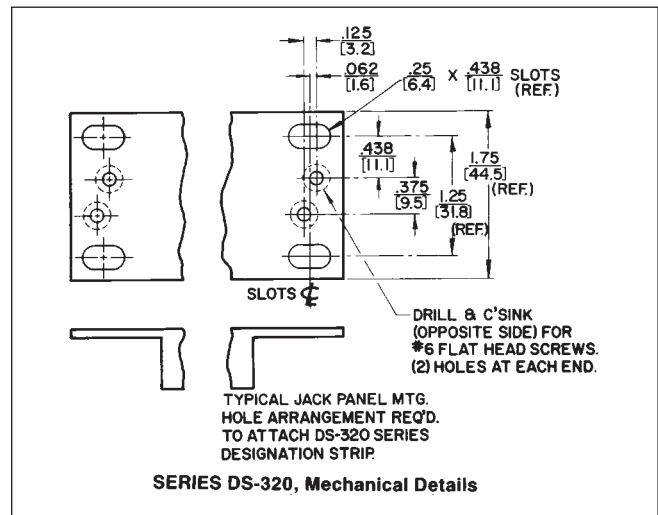 .125
[3.2]
.062
[1.6]
.25
[6.4]
X
.438
[11.1]
SLOTS
(REF.)
.438
[11.1]
.375
[9.5]
1.25
[31.8]
(REF.)
1.75
[44.5]
(REF.)
SLOTS ℄
DRILL & C'SINK
(OPPOSITE SIDE) FOR
#6 FLAT HEAD SCREWS.
(2) HOLES AT EACH END.
TYPICAL JACK PANEL MTG.
HOLE ARRANGEMENT REQ'D.
TO ATTACH DS-320 SERIES
DESIGNATION STRIP.
SERIES DS-320, Mechanical Details